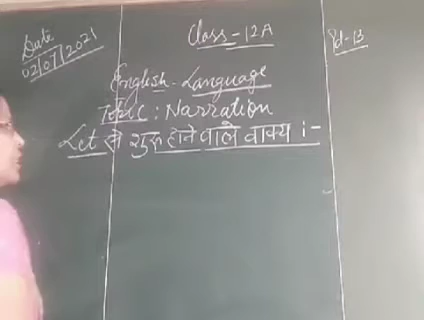 Date
02/07/2021
Class-12A
Pd-13
English-Language
Topic: Narration
Let से शुरू होने वाले वाक्य :-